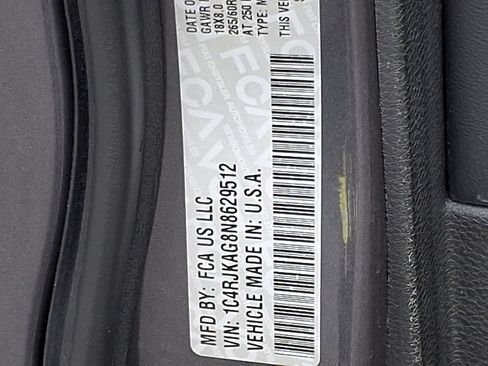 DATE O
GAWR
18X8.0
265/60R
AT 250
TYPE: M
THIS VE
MFD BY: FCA US LLC
VIN: 1C4RJKAG8N8629512
VEHICLE MADE IN: U.S.A.